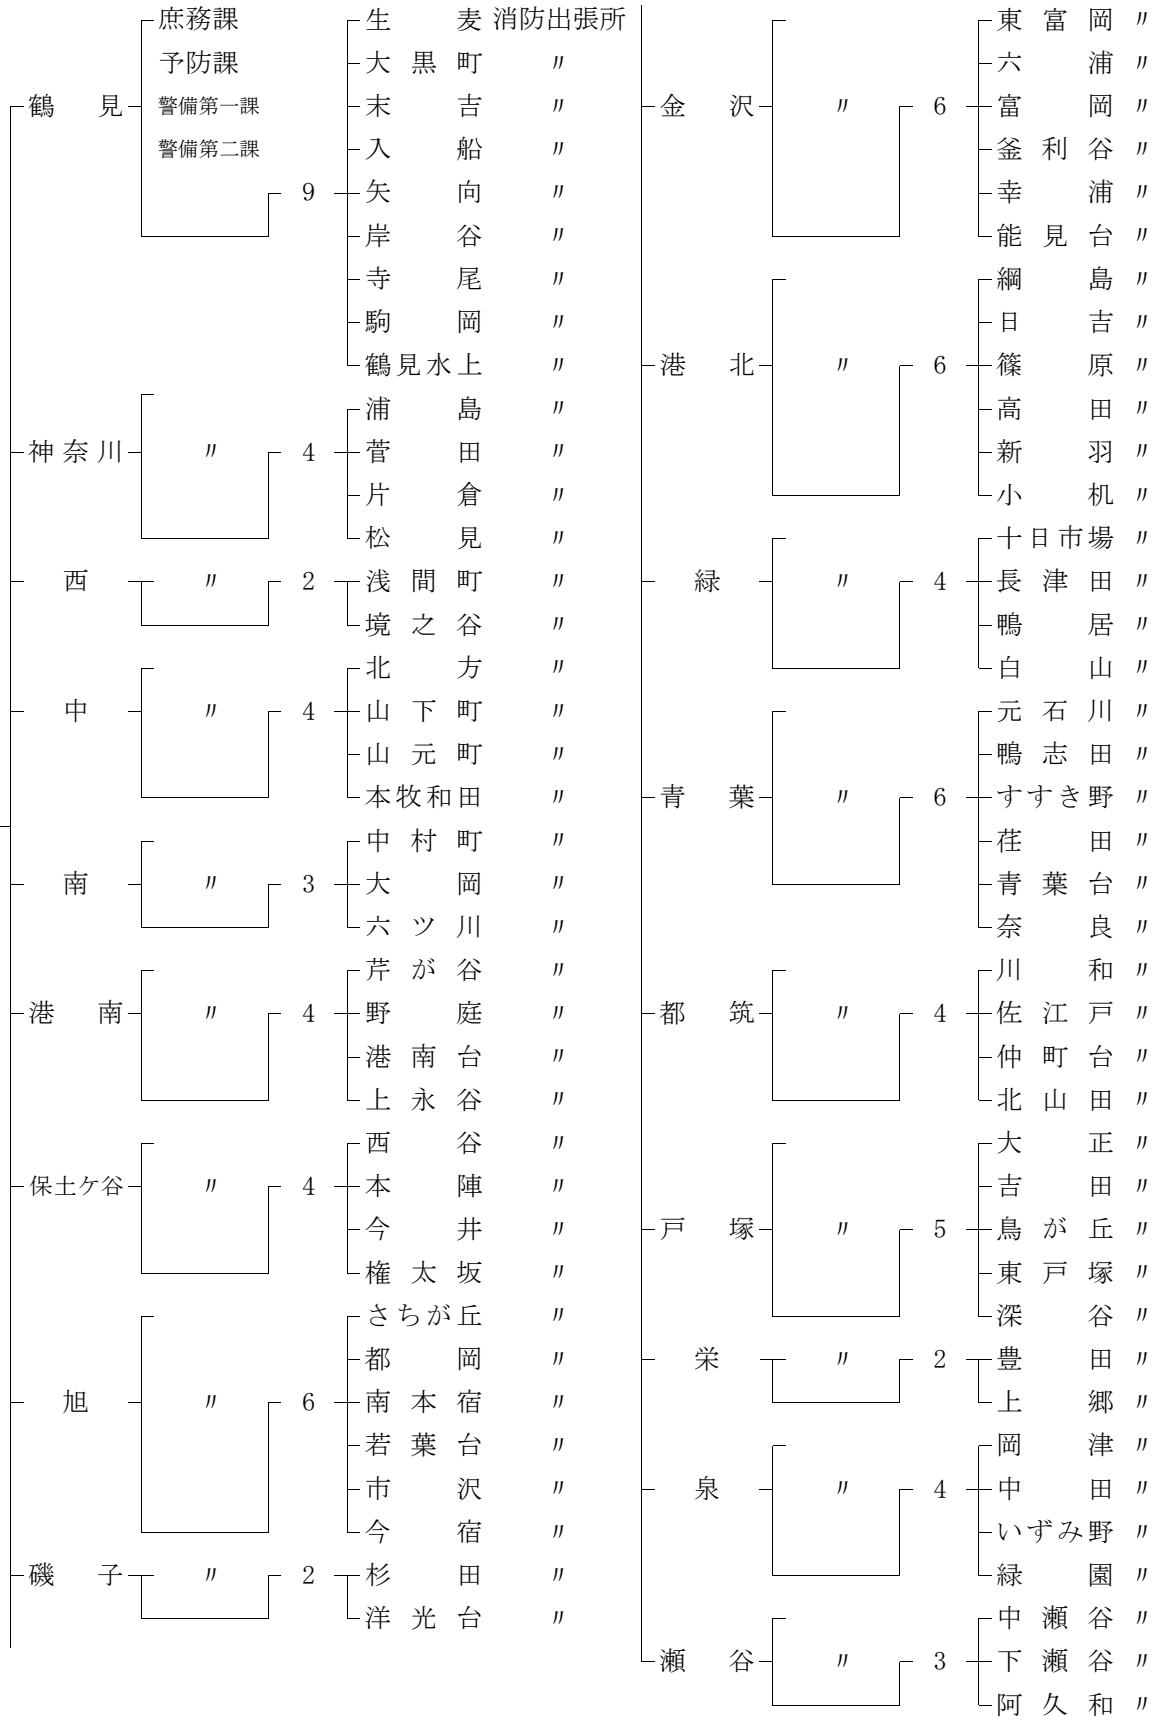 鶴見
庶務課
予防課
警備第一課
警備第二課
9
生麦 消防出張所
大黒町 〃
末吉 〃
入船 〃
矢向 〃
岸谷 〃
寺尾 〃
駒岡 〃
鶴見水上 〃
神奈川 〃 4
浦島 〃
菅田 〃
片倉 〃
松見 〃
西 〃 2
浅間町 〃
境之谷 〃
中 〃 4
北方 〃
山下町 〃
山元町 〃
本牧和田 〃
南 〃 3
中村町 〃
大岡 〃
六ツ川 〃
港南 〃 4
芹が谷 〃
野庭 〃
港南台 〃
上永谷 〃
保土ケ谷 〃 4
西谷 〃
本陣 〃
今井 〃
権太坂 〃
旭 〃 6
さちが丘 〃
都岡 〃
南本宿 〃
若葉台 〃
市沢 〃
今宿 〃
磯子 〃 2
杉田 〃
洋光台 〃
金沢 〃 6
東富岡 〃
六浦 〃
富岡 〃
釜利谷 〃
幸浦 〃
能見台 〃
港北 〃 6
綱島 〃
日吉 〃
篠原 〃
高田 〃
新羽 〃
小机 〃
緑 〃 4
十日市場 〃
長津田 〃
鴨居 〃
白山 〃
青葉 〃 6
元石川 〃
鴨志田 〃
すすき野 〃
荏田 〃
青葉台 〃
奈良 〃
都筑 〃 4
川和 〃
佐江戸 〃
仲町台 〃
北山田 〃
戸塚 〃 5
大正 〃
吉田 〃
鳥が丘 〃
東戸塚 〃
深谷 〃
栄 〃 2
豊田 〃
上郷 〃
泉 〃 4
岡津 〃
中田 〃
いずみ野 〃
緑園 〃
瀬谷 〃 3
中瀬谷 〃
下瀬谷 〃
阿久和 〃